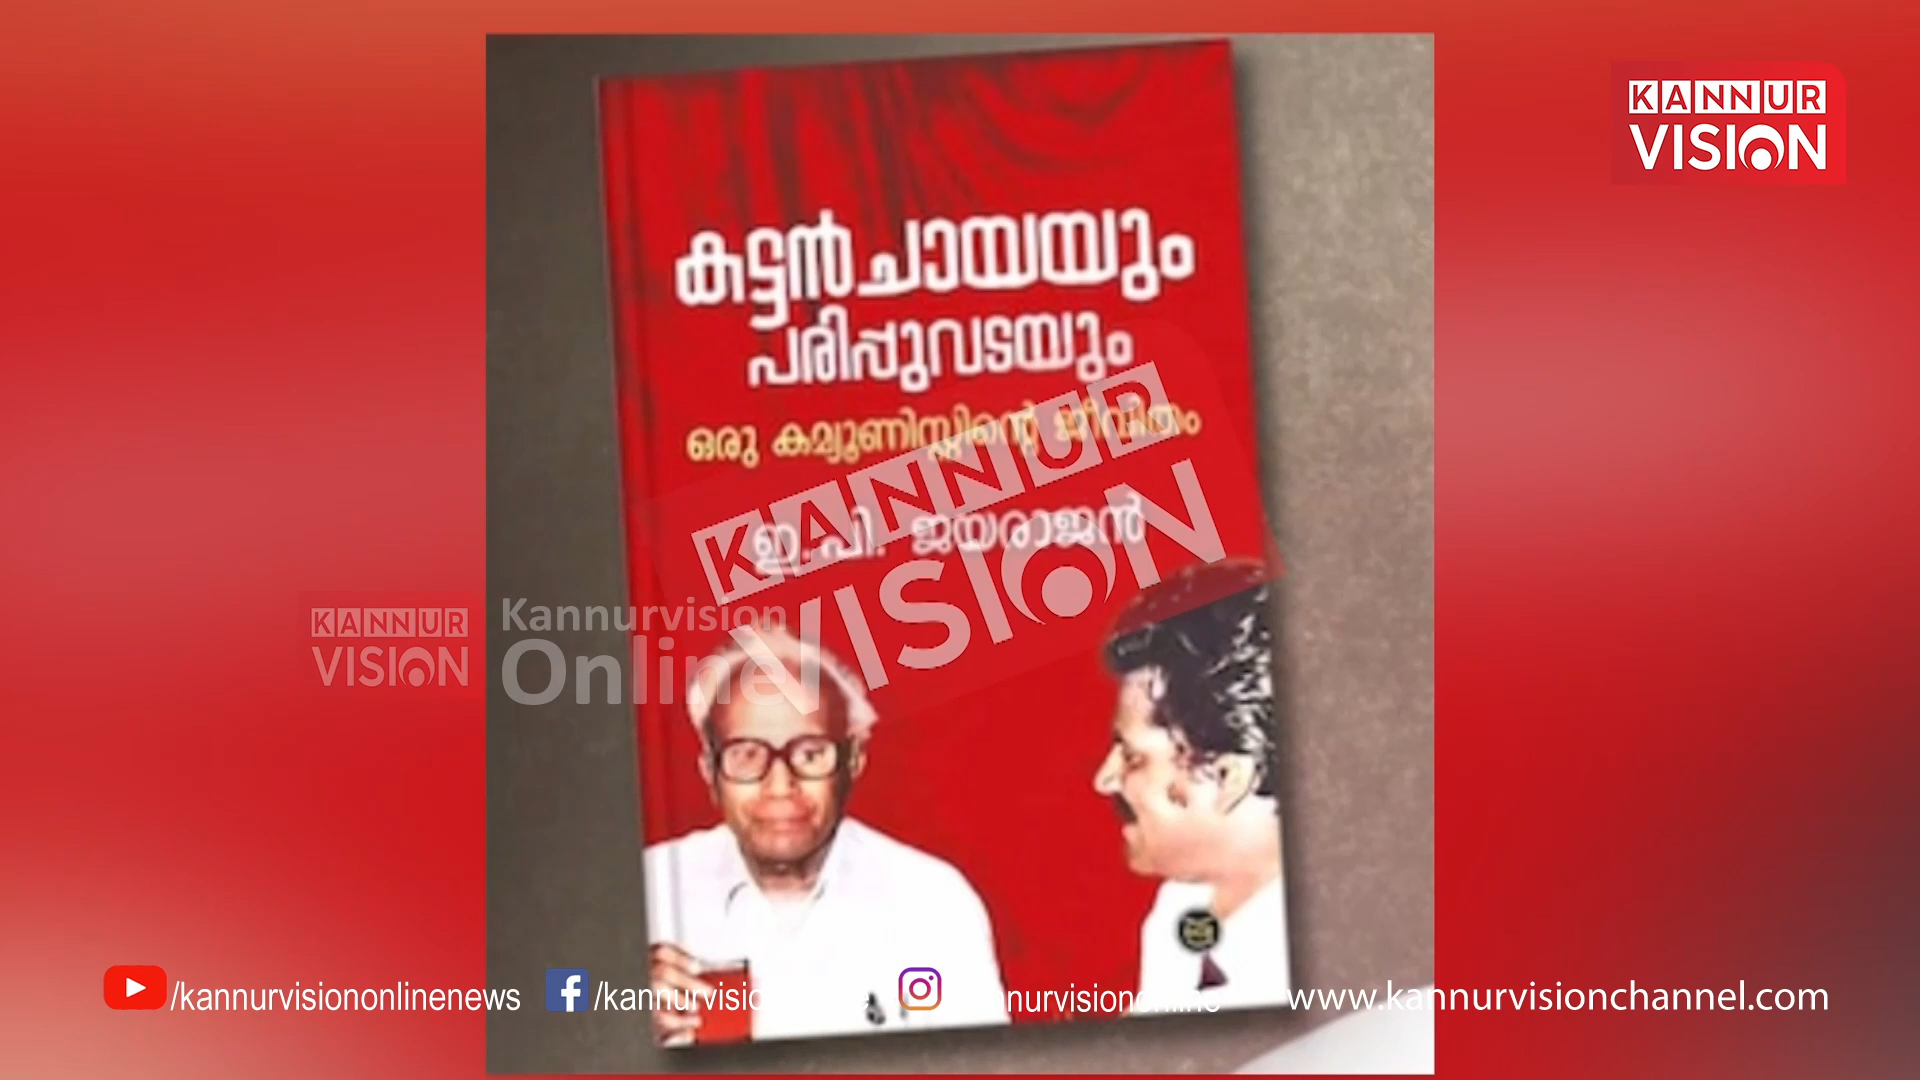 KANNUR
VISION
കട്ടൻചായയും
പരിപ്പുവടയും
ഒരു കമ്യൂണിസ്റ്റിന്റെ ജീവിതം
ഇ.പി. ജയരാജൻ
KANNUR
VISION
KANNUR
VISION
Kannurvision
Online
/kannurvisiononlinenews
/kannurvisio
nnurvisiononline
www.kannurvisionchannel.com